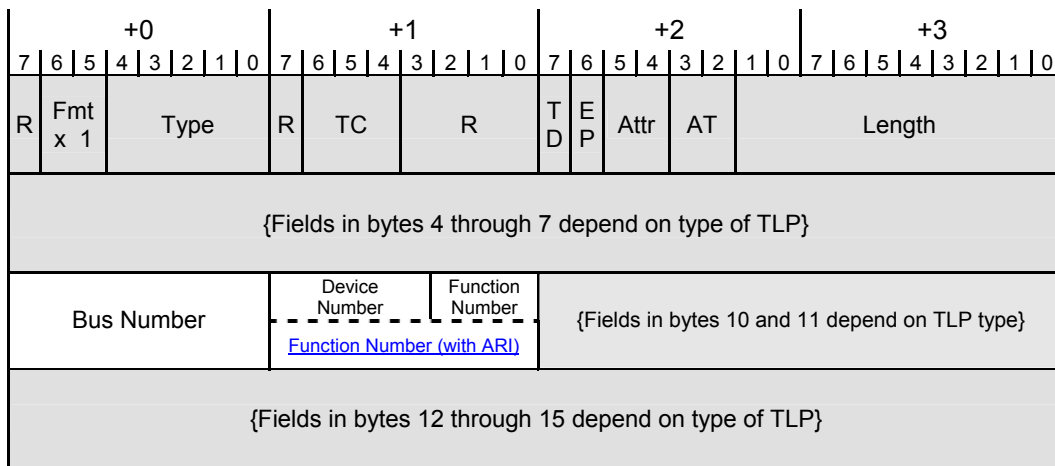 +0 +1 +2 +3
7 6 5 4 3 2 1 0 7 6 5 4 3 2 1 0 7 6 5 4 3 2 1 0 7 6 5 4 3 2 1 0
R Fmt x 1 Type R TC R TD EP Attr AT Length
{Fields in bytes 4 through 7 depend on type of TLP}
Bus Number
Device
Number
Function
Number
Function Number (with ARI)
{Fields in bytes 10 and 11 depend on TLP type}
{Fields in bytes 12 through 15 depend on type of TLP}